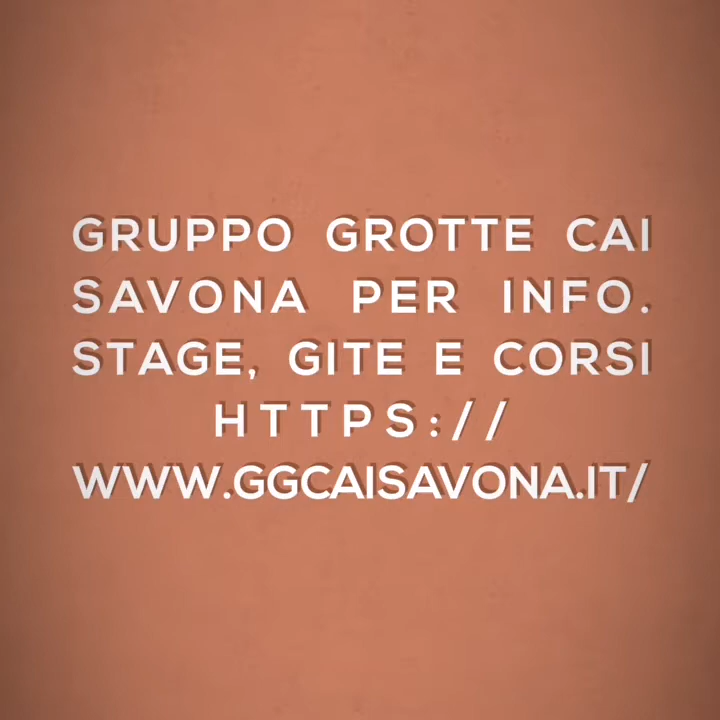 GRUPPO GROTTE CAI
SAVONA PER INFO.
STAGE, GITE E CORSI
HTTPS://
WWW.GGCAISAVONA.IT/